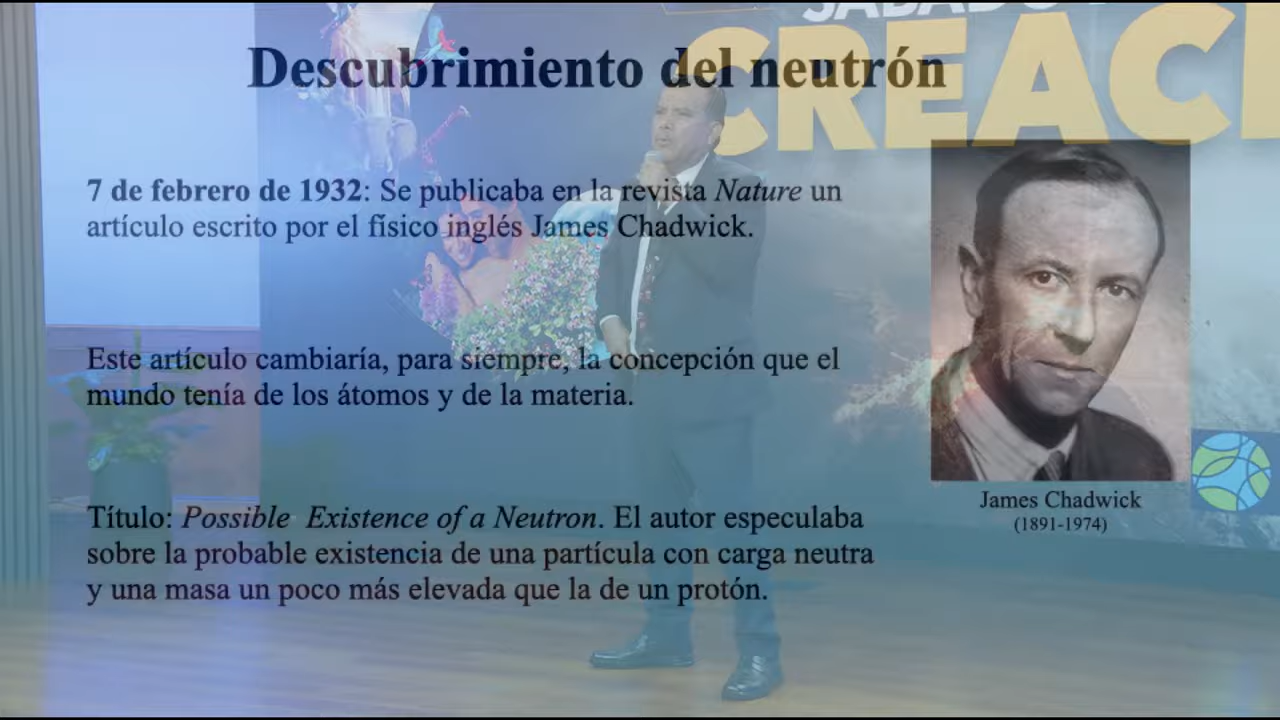 SÁBADO
CREACI
Descubrimiento del neutrón
7 de febrero de 1932: Se publicaba en la revista Nature un
artículo escrito por el físico inglés James Chadwick.
Este artículo cambiaría, para siempre, la concepción que el
mundo tenía de los átomos y de la materia.
Título: Possible Existence of a Neutron. El autor especulaba
sobre la probable existencia de una partícula con carga neutra
y una masa un poco más elevada que la de un protón.
James Chadwick
(1891-1974)